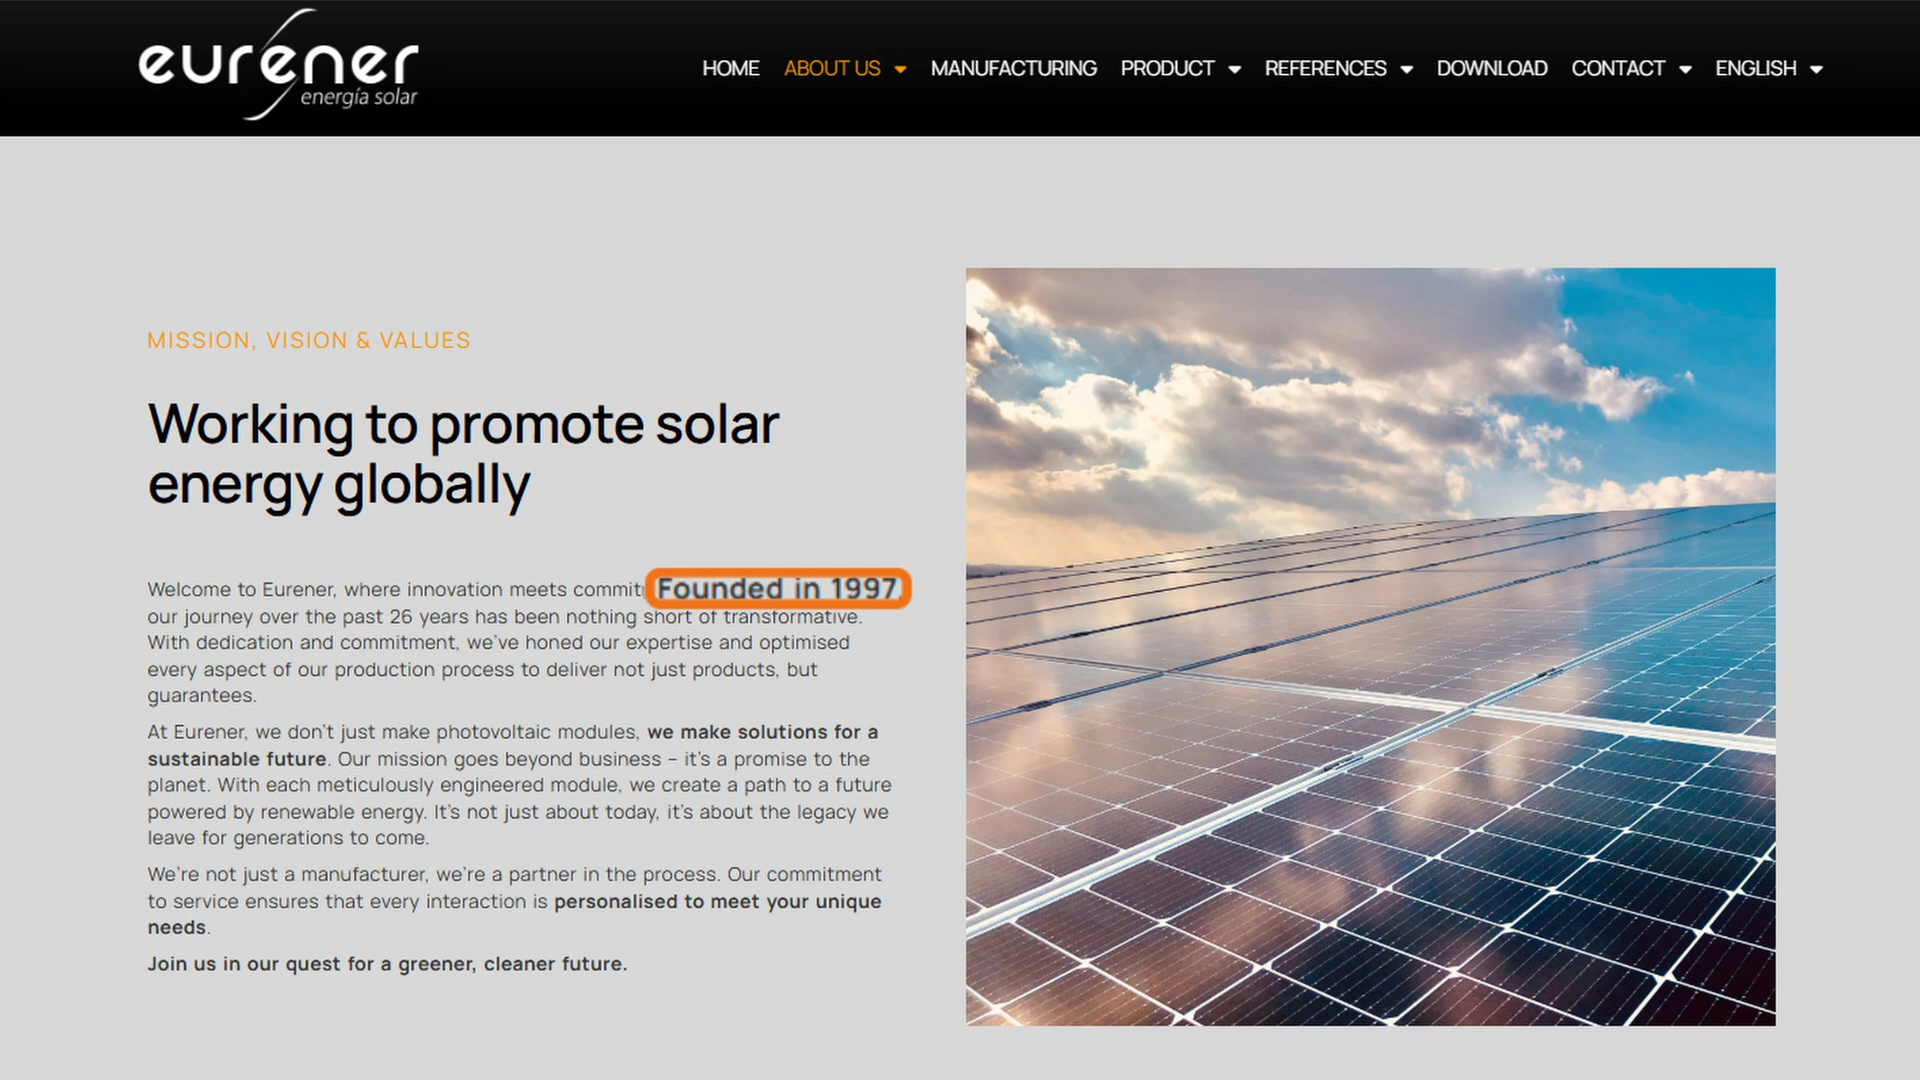 eurener
energía solar
HOME ABOUT US MANUFACTURING PRODUCT REFERENCES DOWNLOAD CONTACT ENGLISH
MISSION, VISION & VALUES
Working to promote solar
energy globally
Welcome to Eurener, where innovation meets commit Founded in 1997,
our journey over the past 26 years has been nothing short of transformative.
With dedication and commitment, we've honed our expertise and optimised
every aspect of our production process to deliver not just products, but
guarantees.
At Eurener, we don't just make photovoltaic modules, we make solutions for a
sustainable future. Our mission goes beyond business – it's a promise to the
planet. With each meticulously engineered module, we create a path to a future
powered by renewable energy. It's not just about today, it's about the legacy we
leave for generations to come.
We're not just a manufacturer, we're a partner in the process. Our commitment
to service ensures that every interaction is personalised to meet your unique
needs.
Join us in our quest for a greener, cleaner future.